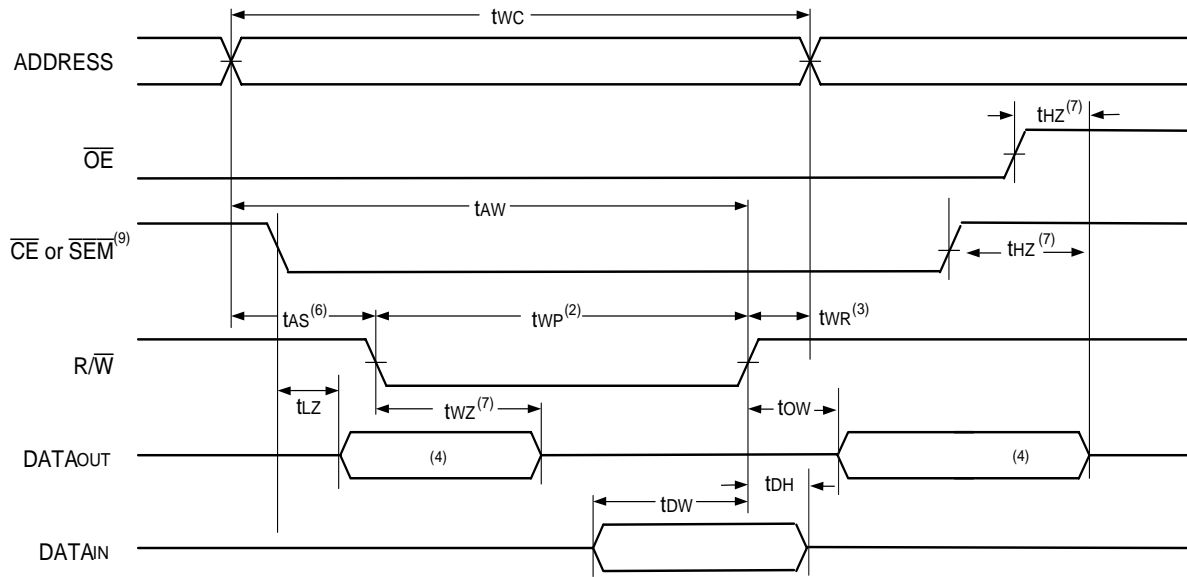 tWC
ADDRESS
tHZ(7)
OE
tAW
CE or SEM(9)
tHZ(7)
tAS(6) tWP(2) tWR(3)
R/W
tLZ tWZ(7) tOW
DATAOUT (4) (4)
tDW tDH
DATAIN